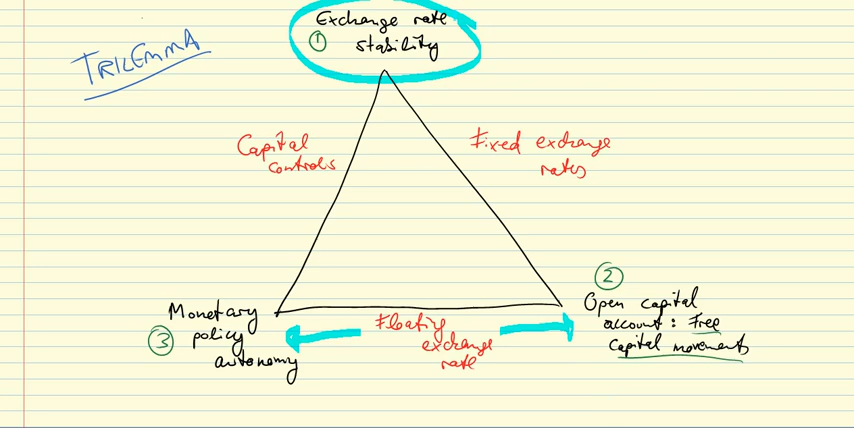 TRILEMMA
Exchange rate
① stability
Capital
controls
Fixed exchange
rates
Monetary
③ policy
autonomy
Floating
exchange
rate
②
Open capital
account: Free
capital movements